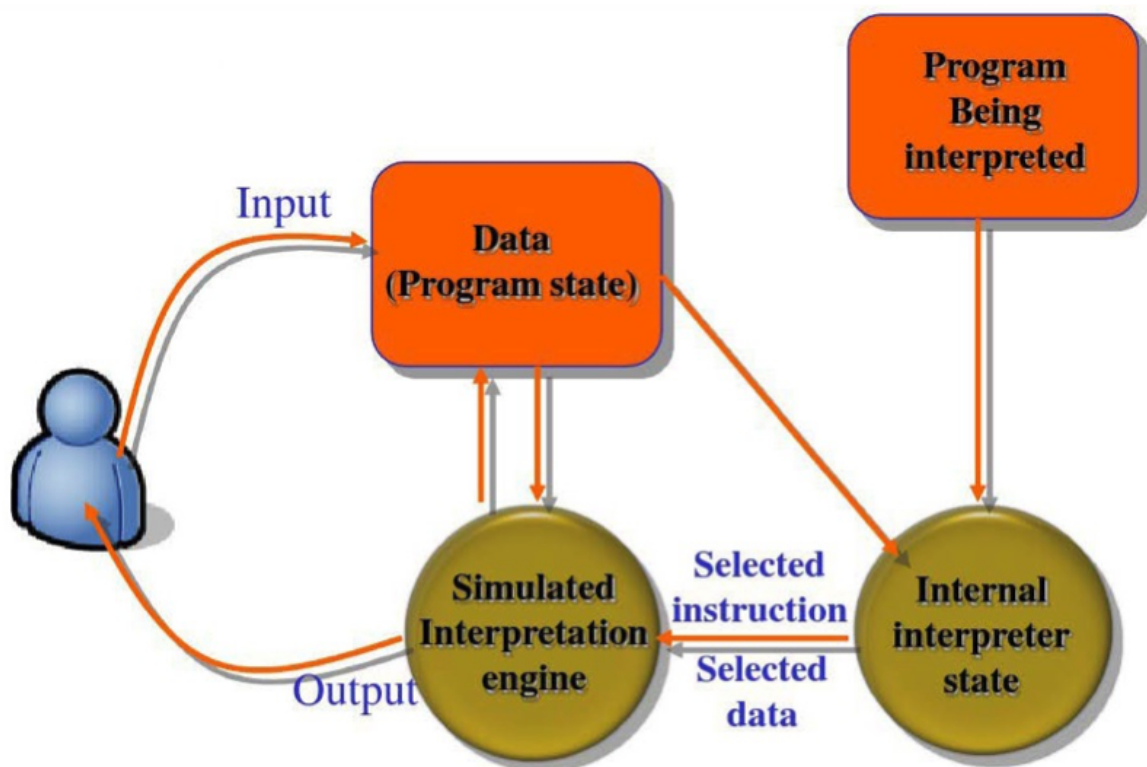 Program
Being
interpreted
Input
Data
(Program state)
Selected
instruction
Selected
data
Simulated
Interpretation
engine
Internal
interpreter
state
Output